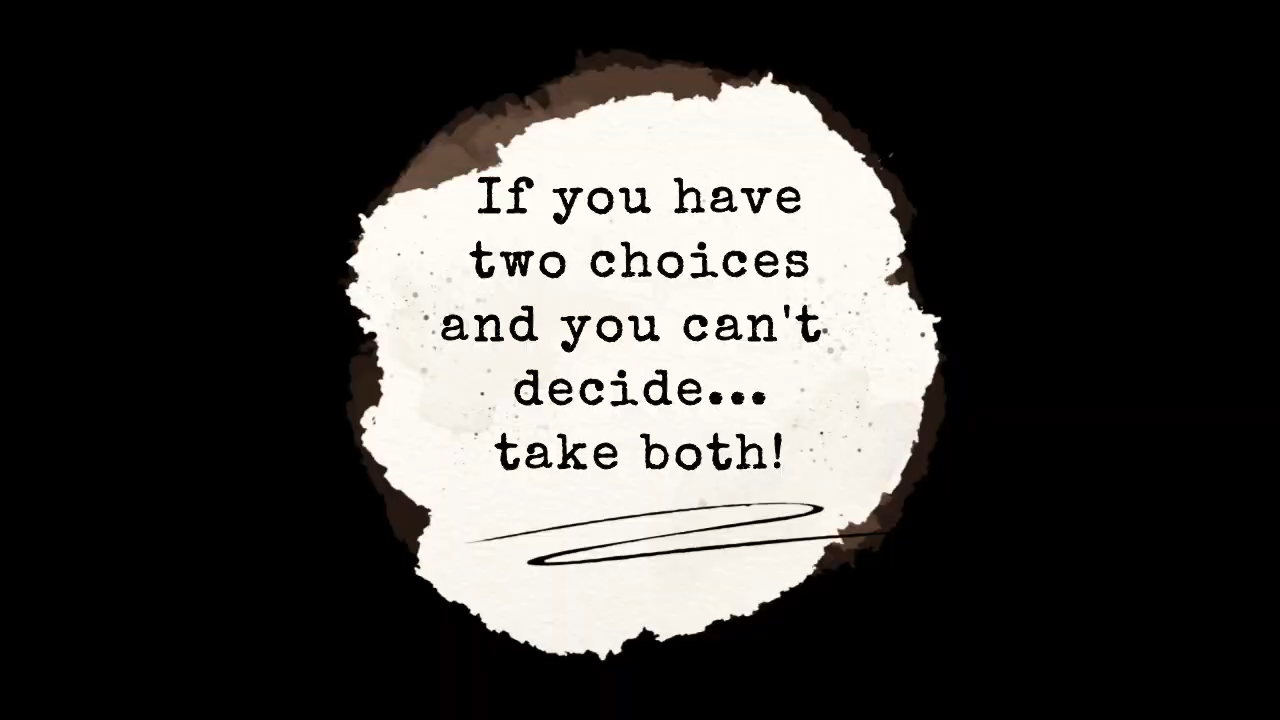 If you have
two choices
and you can't
decide...
take both!